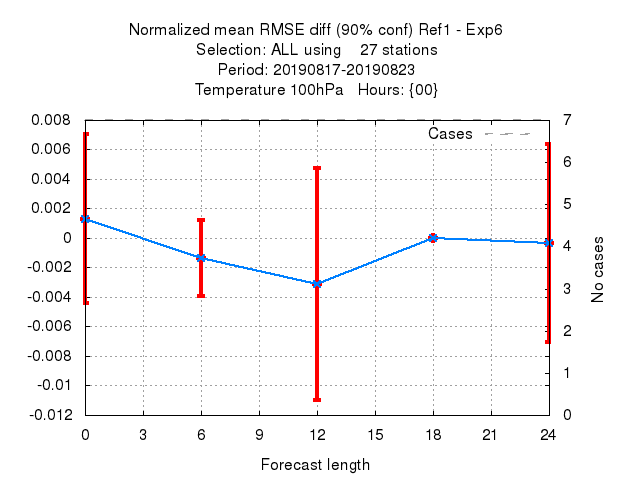 Normalized mean RMSE diff (90% conf) Ref1 - Exp6
Selection: ALL using    27 stations
Period: 20190817-20190823
Temperature 100hPa   Hours: {00}
0.008
0.006
0.004
0.002
0
-0.002
-0.004
-0.006
-0.008
-0.01
-0.012
Cases
7
6
5
4
3
2
1
0
No cases
0 3 6 9 12 15 18 21 24
Forecast length